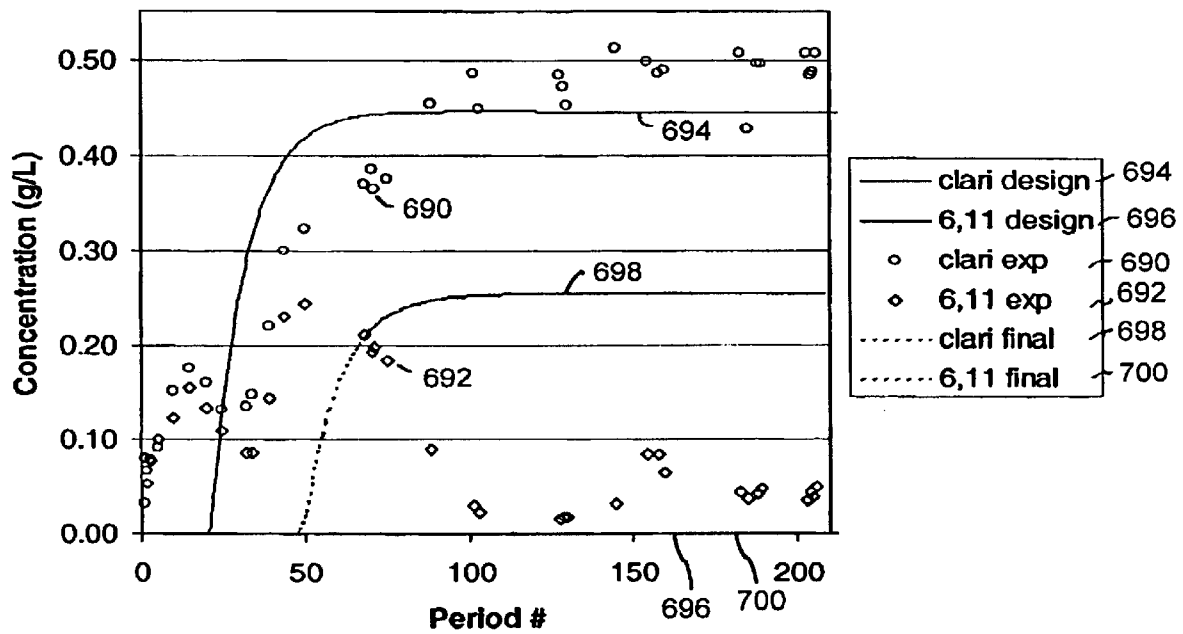 0.50
0.40
0.30
0.20
0.10
0.00
Concentration (g/L)
0
50
100
150
200
Period #
694
690
698
692
696
700
clari design 694
6,11 design 696
clari exp 690
6,11 exp 692
clari final 698
6,11 final 700